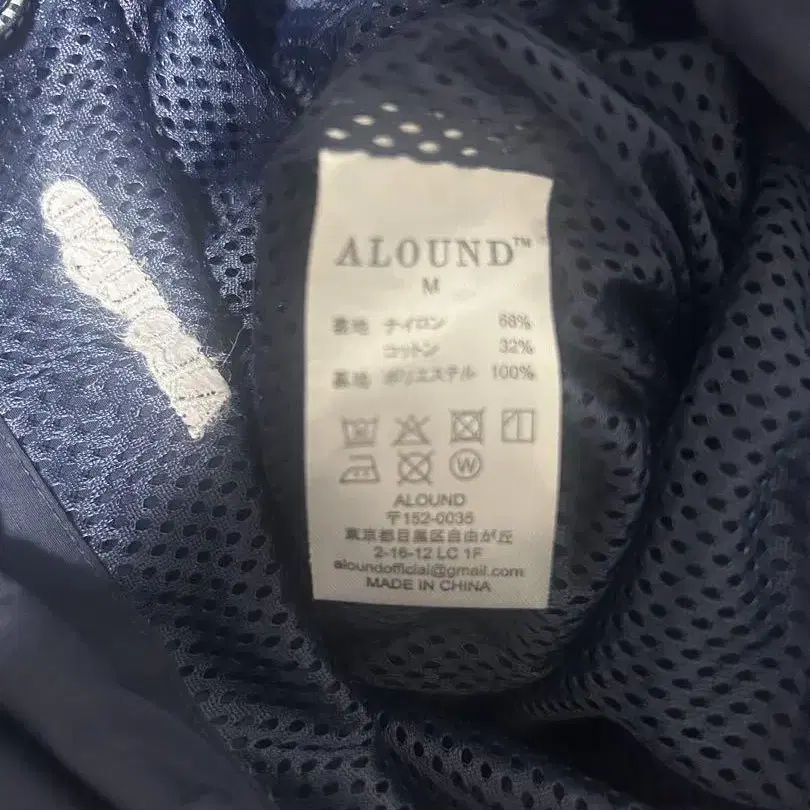 ALOUND™
M
表地 ナイロン 68%
コットン 32%
裏地 ポリエステル 100%
W
ALOUND
〒152-0035
東京都目黒区自由が丘
2-16-12 LC 1F
aloundofficial@gmail.com
MADE IN CHINA